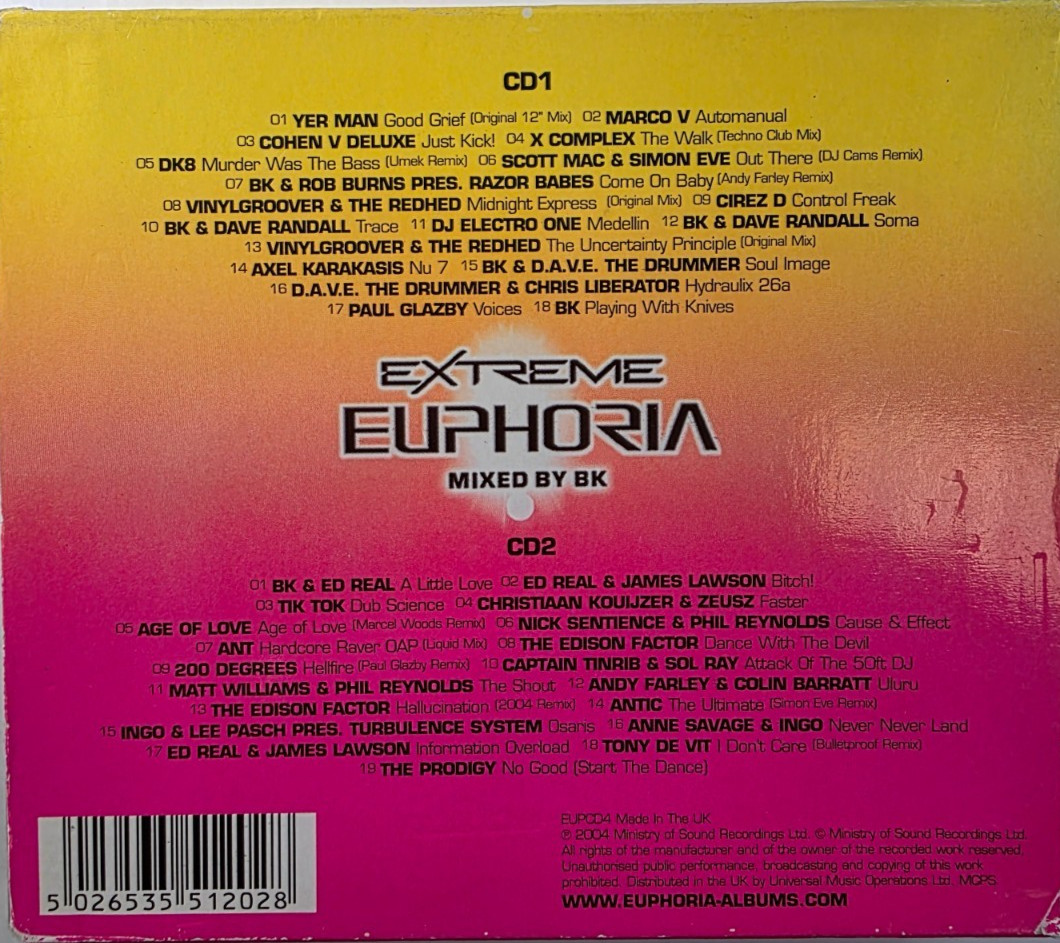 CD1
01 YER MAN Good Grief (Original 12" Mix) 02 MARCO V Automanual
03 COHEN V DELUXE Just Kick! 04 X COMPLEX The Walk (Techno Club Mix)
05 DK8 Murder Was The Bass (Umek Remix) 06 SCOTT MAC & SIMON EVE Out There (DJ Cams Remix)
07 BK & ROB BURNS PRES. RAZOR BABES Come On Baby (Andy Farley Remix)
08 VINYLGROOVER & THE REDHED Midnight Express (Original Mix) 09 CIREZ D Control Freak
10 BK & DAVE RANDALL Trace 11 DJ ELECTRO ONE Medellin 12 BK & DAVE RANDALL Soma
13 VINYLGROOVER & THE REDHED The Uncertainty Principle (Original Mix)
14 AXEL KARAKASIS Nu 7 15 BK & D.A.V.E. THE DRUMMER Soul Image
16 D.A.V.E. THE DRUMMER & CHRIS LIBERATOR Hydraulix 26a
17 PAUL GLAZBY Voices 18 BK Playing With Knives
EXTREME
EUPHORIA
MIXED BY BK
CD2
01 BK & ED REAL A Little Love 02 ED REAL & JAMES LAWSON Bitch!
03 TIK TOK Dub Science 04 CHRISTIAAN KOUIJZER & ZEUSZ Faster
05 AGE OF LOVE Age of Love (Marcel Woods Remix) 06 NICK SENTIENCE & PHIL REYNOLDS Cause & Effect
07 ANT Hardcore Raver OAP (Liquid Mix) 08 THE EDISON FACTOR Dance With The Devil
09 200 DEGREES Hellfire (Paul Glazby Remix) 10 CAPTAIN TINRIB & SOL RAY Attack Of The 50ft DJ
11 MATT WILLIAMS & PHIL REYNOLDS The Shout 12 ANDY FARLEY & COLIN BARRATT Uluru
13 THE EDISON FACTOR Hallucination (2004 Remix) 14 ANTIC The Ultimate (Simon Eve Remix)
15 INGO & LEE PASCH PRES. TURBULENCE SYSTEM Osaris 16 ANNE SAVAGE & INGO Never Never Land
17 ED REAL & JAMES LAWSON Information Overload 18 TONY DE VIT I Don't Care (Bulletproof Remix)
19 THE PRODIGY No Good (Start The Dance)
EUPCD4 Made In The UK
℗ 2004 Ministry of Sound Recordings Ltd. © Ministry of Sound Recordings Ltd.
All rights of the manufacturer and of the owner of the recorded work reserved.
Unauthorised public performance, broadcasting and copying of this work
prohibited. Distributed in the UK by Universal Music Operations Ltd. MCPS
WWW.EUPHORIA-ALBUMS.COM
5 026535 512028